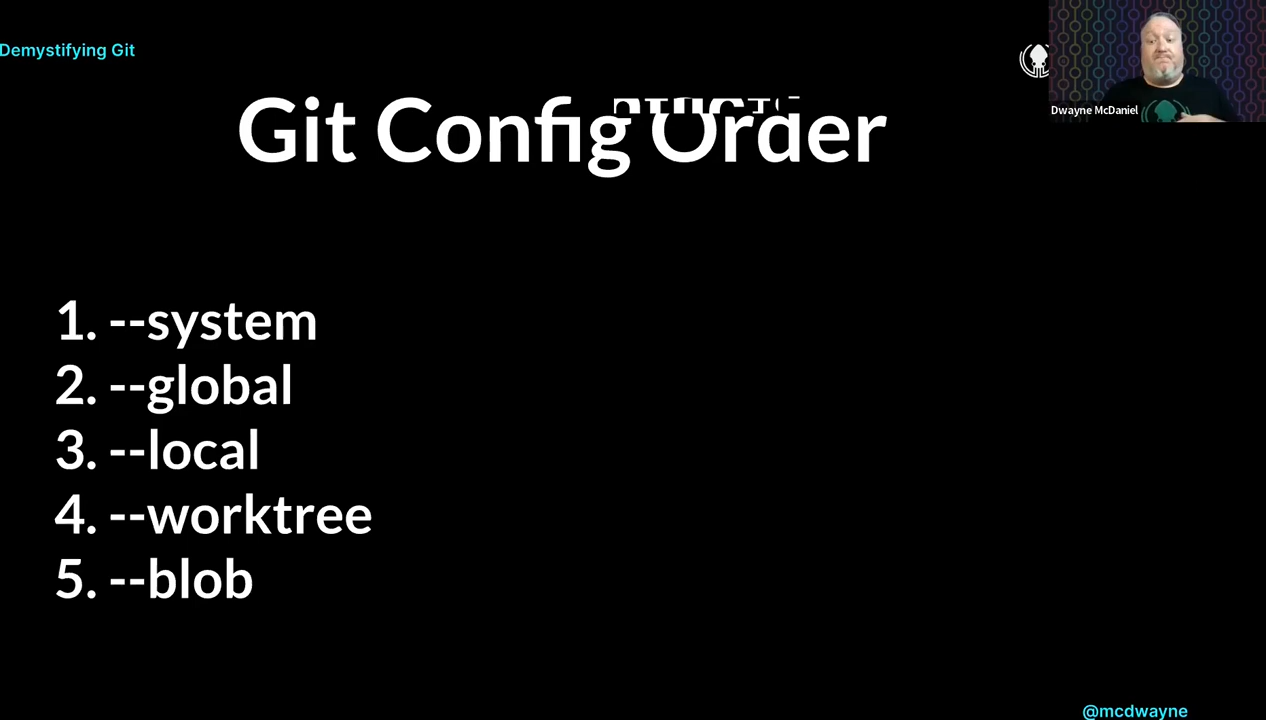 Demystifying Git
Dwayne McDaniel
Git Config Order
1. --system
2. --global
3. --local
4. --worktree
5. --blob
@mcdwayne